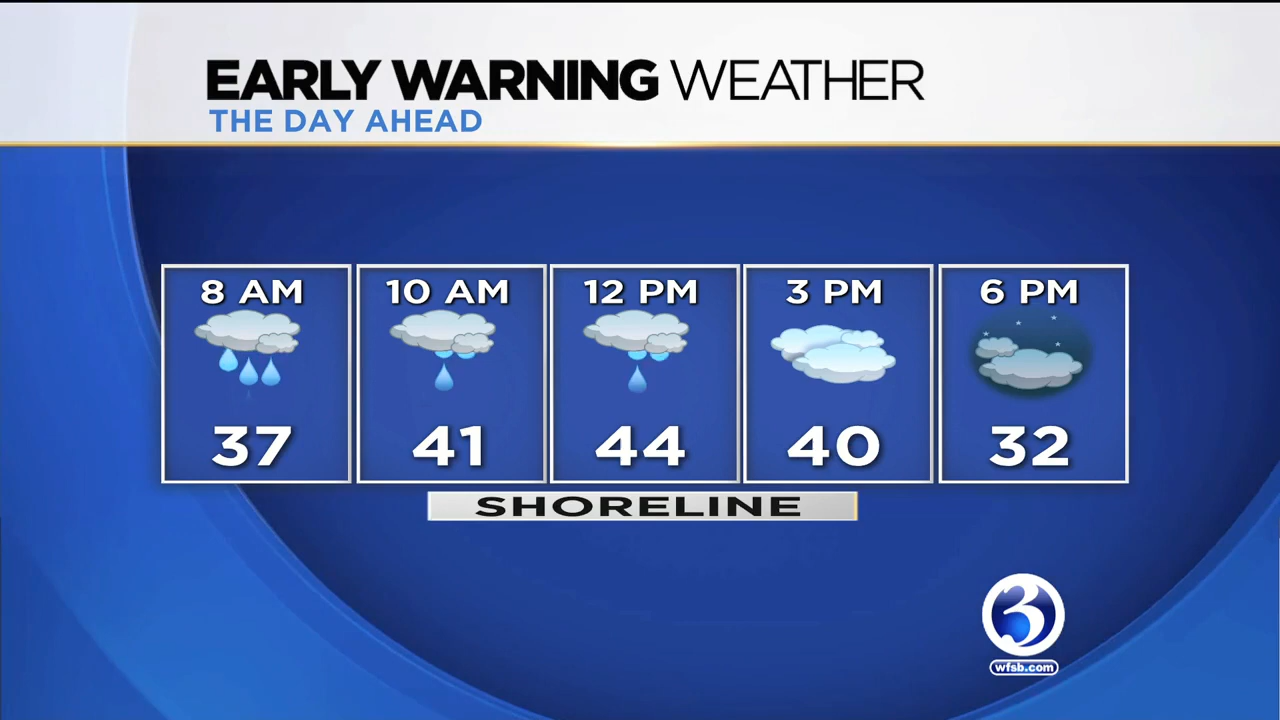 EARLY WARNING WEATHER
THE DAY AHEAD
8 AM 10 AM 12 PM 3 PM 6 PM
37 41 44 40 32
SHORELINE
3
wfsb.com